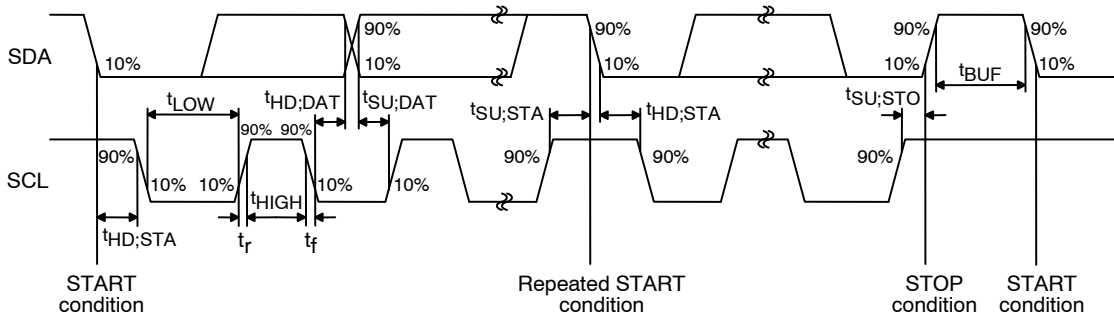 90% 90% 90% 90%
SDA
10% 10% 10% 10% 10%
tLOW tHD;DAT tSU;DAT tSU;STA tHD;STA tSU;STO tBUF
90% 90%
90% 90% 90% 90%
SCL
10% 10% 10% 10%
tHIGH
tHD;STA tr tf
START condition
Repeated START condition
STOP condition
START condition